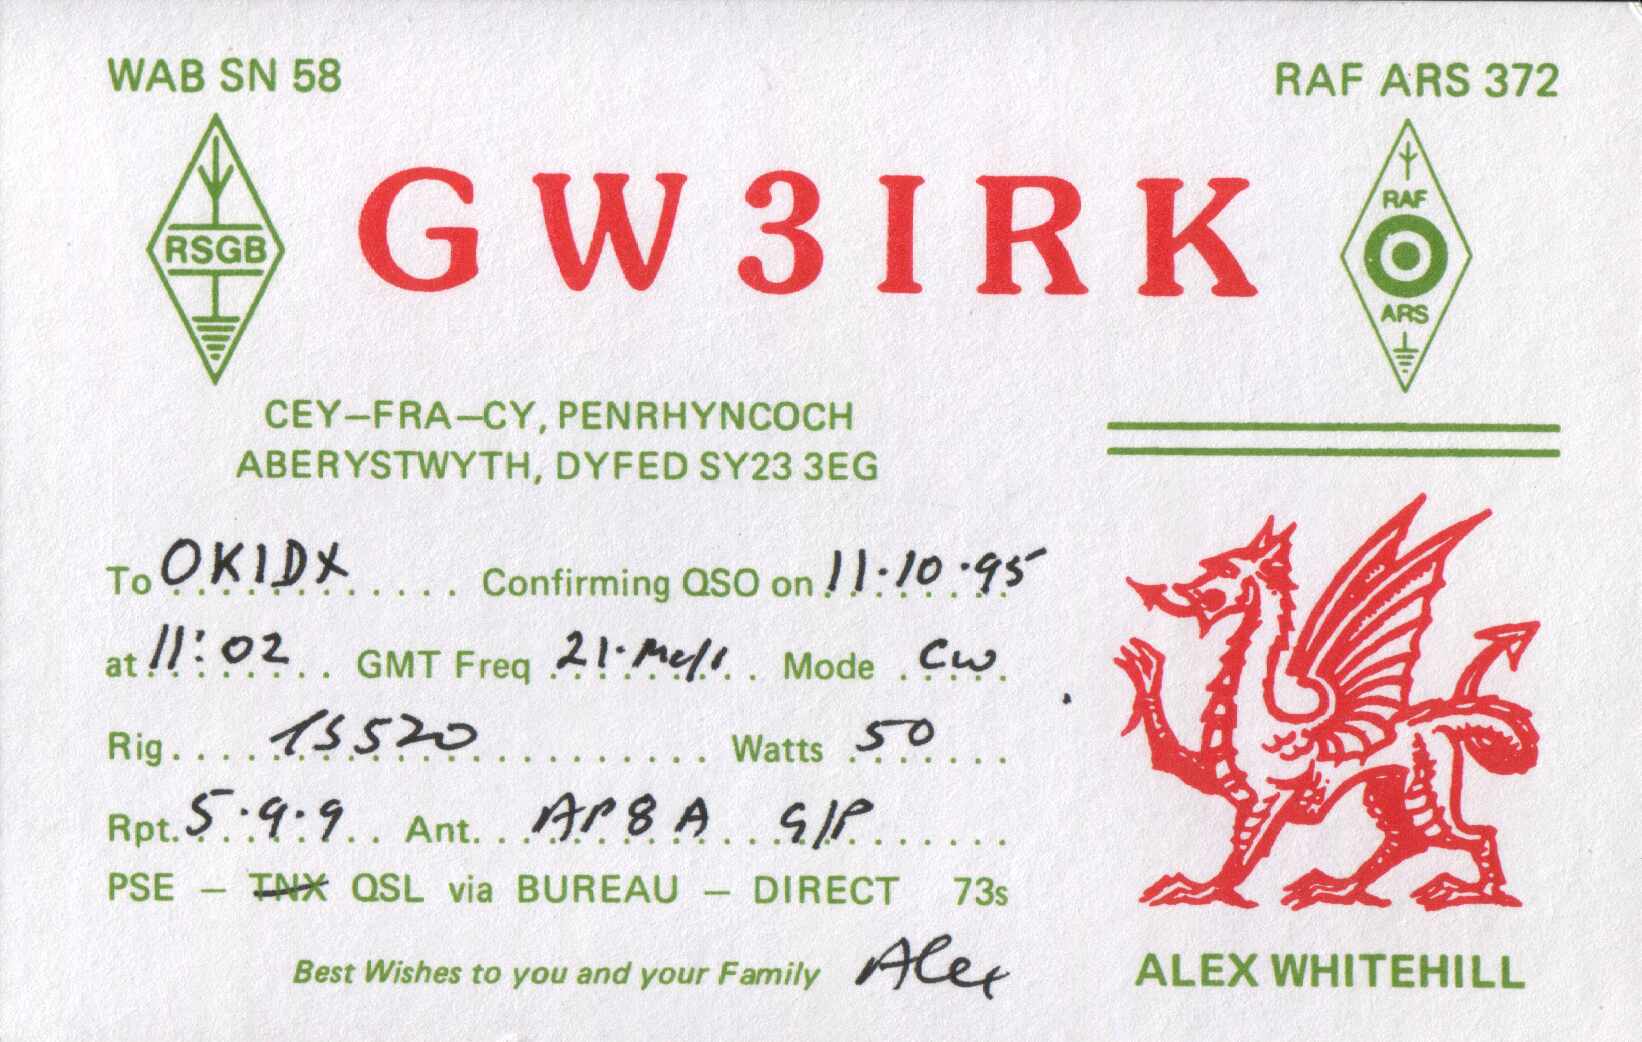 WAB SN 58
RAF ARS 372
RSGB
GW3IRK
RAF
ARS
CEY–FRA–CY, PENRHYNCOCH
ABERYSTWYTH, DYFED SY23 3EG
To OK1DX Confirming QSO on 11.10.95
at 11:02 GMT Freq 21. Mc/s Mode CW
Rig TS520 Watts 50
Rpt. 5.9.9 Ant. AP8A G/P
PSE – TNX QSL via BUREAU – DIRECT 73s
Best Wishes to you and your Family Alex
ALEX WHITEHILL